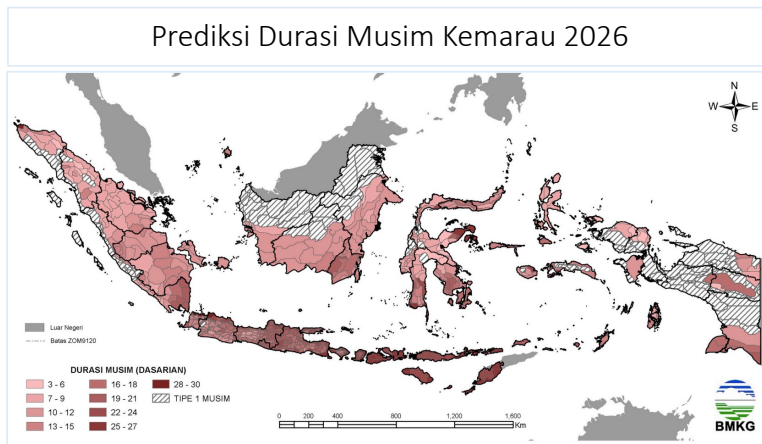 Prediksi Durasi Musim Kemarau 2026
N
W E
S
Luar Negeri
Batas ZOM9120
DURASI MUSIM (DASARIAN)
3 - 6
7 - 9
10 - 12
13 - 15
16 - 18
19 - 21
22 - 24
25 - 27
28 - 30
TIPE 1 MUSIM
0 200 400 800 1,200 1,600
Km
BMKG